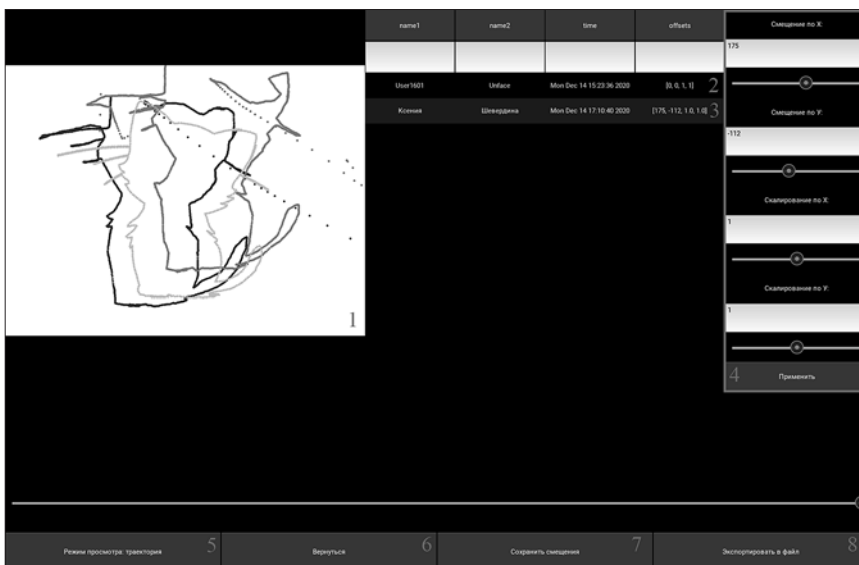 name1 name2 time offsets Смещение по X:
175
User1601 Uniface Mon Dec 14 15:23:36 2020 [0, 0, 1, 1] 2
Ксения Шевердина Mon Dec 14 17:10:40 2020 [175, -112, 1.0, 1.0] 3
Смещение по У:
-112
Скалирование по X:
1
Скалирование по У:
1
1
4 Применить
Режим просмотра: траектория 5 Вернуться 6 Сохранить смещения 7 Экспортировать в файл 8